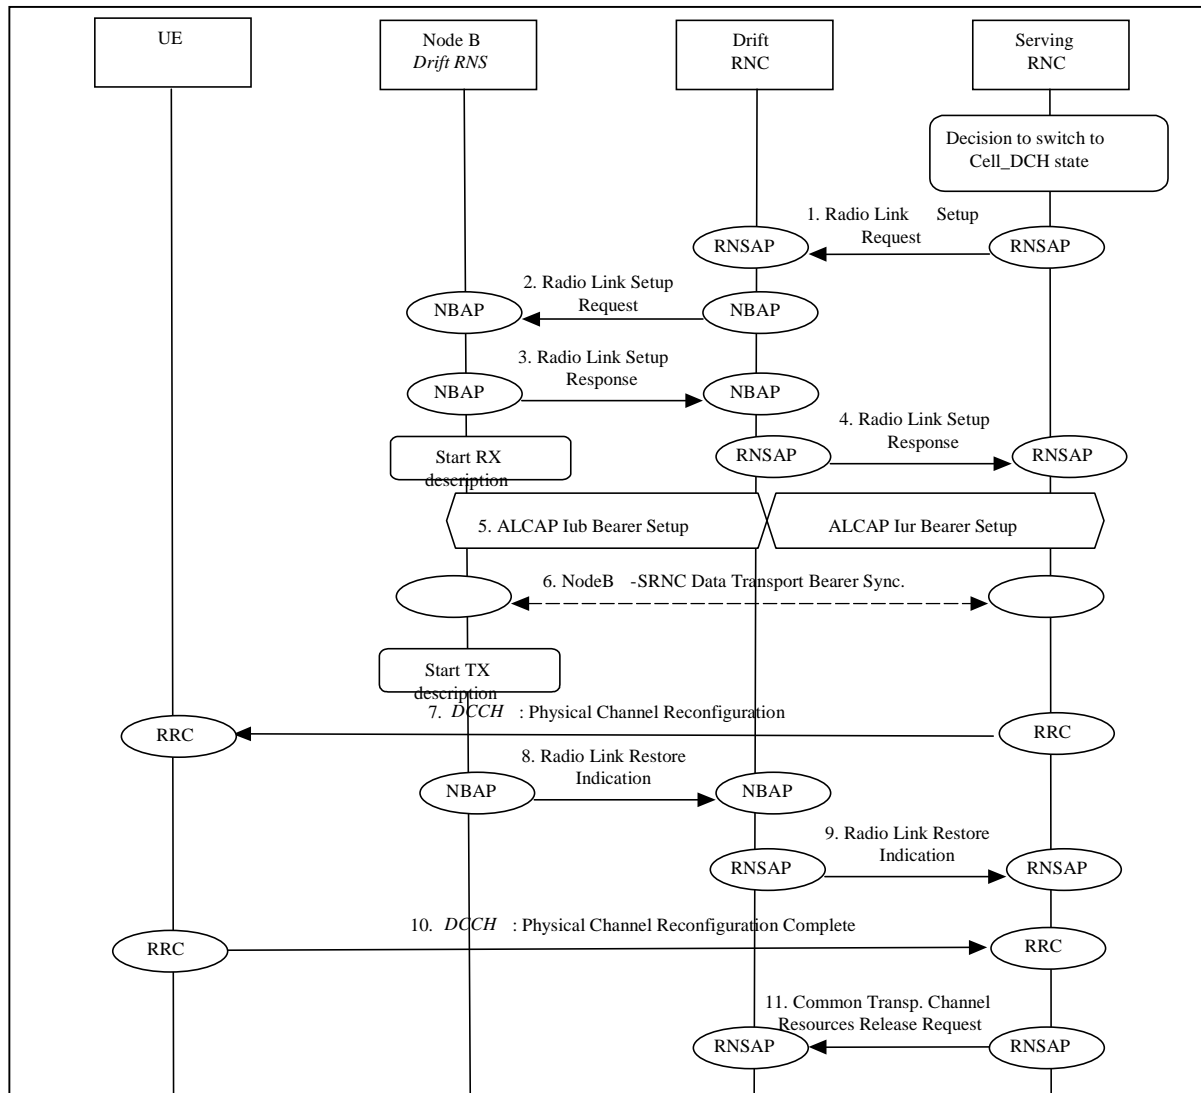 UE
Node B
Drift RNS
Drift
RNC
Serving
RNC
Decision to switch to
Cell_DCH state
1. Radio Link Setup
Request
RNSAP
RNSAP
2. Radio Link Setup
Request
NBAP
NBAP
3. Radio Link Setup
Response
NBAP
NBAP
4. Radio Link Setup
Response
RNSAP
RNSAP
Start RX
description
5. ALCAP Iub Bearer Setup
ALCAP Iur Bearer Setup
6. NodeB -SRNC Data Transport Bearer Sync.
Start TX
description
7. DCCH : Physical Channel Reconfiguration
RRC
RRC
8. Radio Link Restore
Indication
NBAP
NBAP
9. Radio Link Restore
Indication
RNSAP
RNSAP
10. DCCH : Physical Channel Reconfiguration Complete
RRC
RRC
11. Common Transp. Channel
Resources Release Request
RNSAP
RNSAP